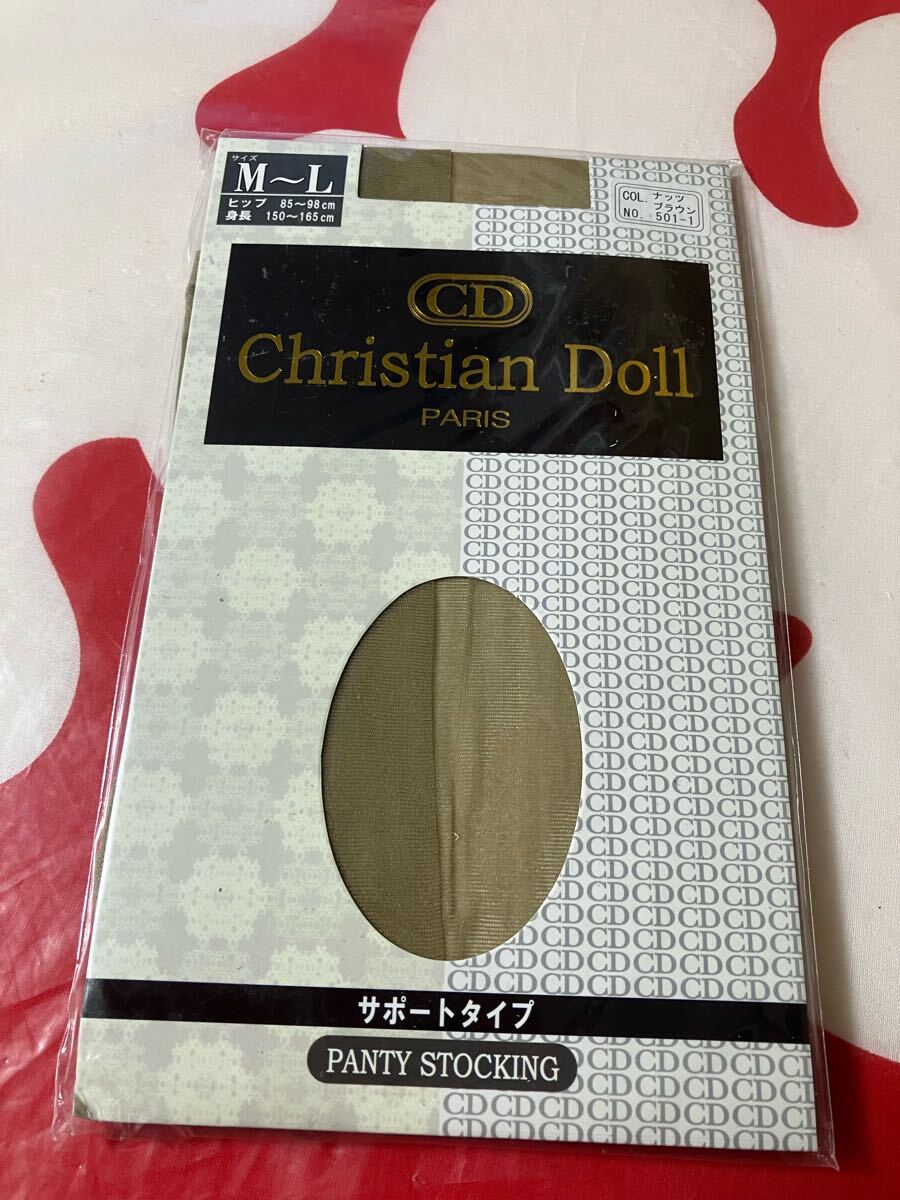 サイズ
M〜L
ヒップ 85〜98cm
身長 150〜165cm
COL. ナッツ
ブラウン
NO. 501-1
CD
Christian Doll
PARIS
サポートタイプ
PANTY STOCKING